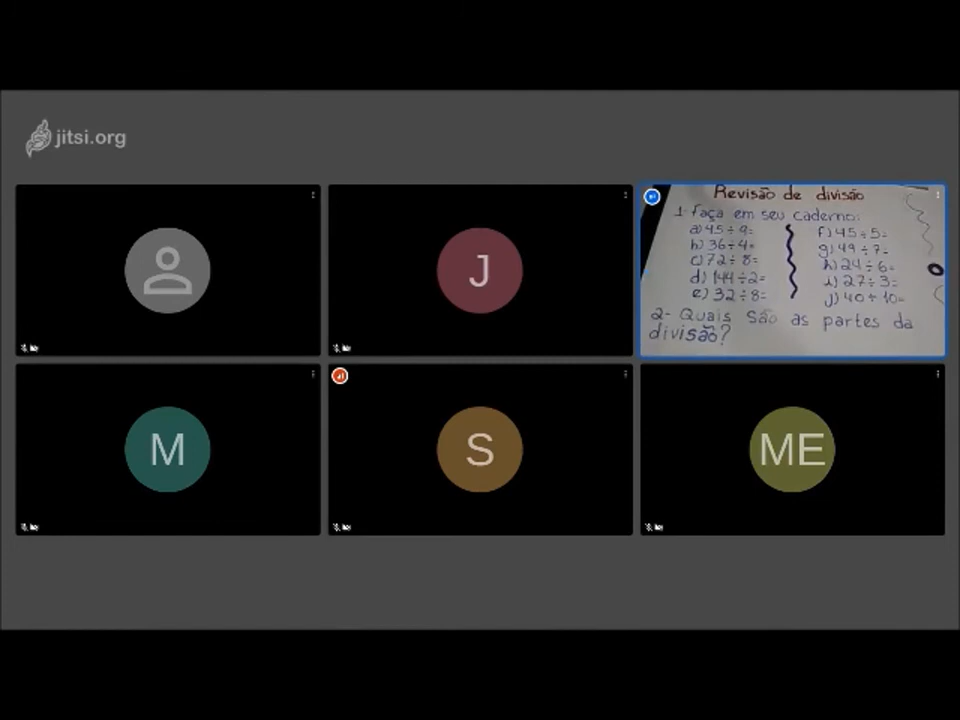 jitsi.org
J
Revisão de divisão
1- Faça em seu caderno:
a) 45÷9=
b) 36÷4=
c) 72÷8=
d) 144÷2=
e) 32÷8=
f) 45÷5=
g) 49÷7=
h) 24÷6=
i) 27÷3=
j) 40÷10=
2- Quais são as partes da
divisão?
M
S
ME